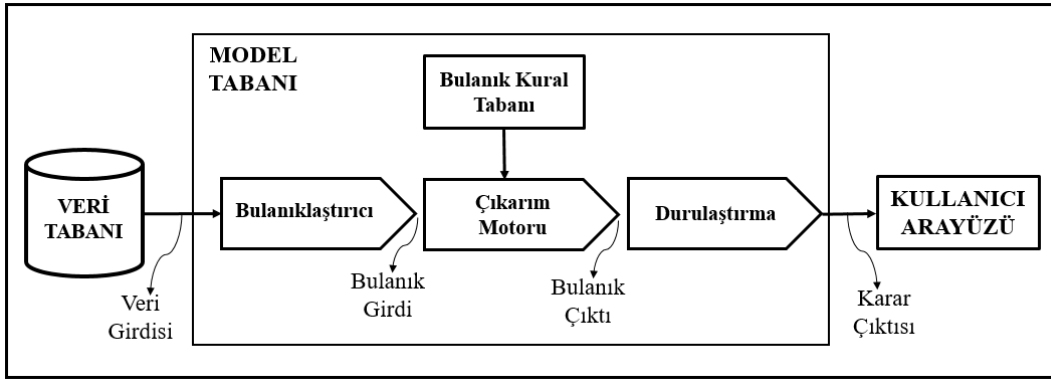 MODEL
TABANI
Bulanık Kural
Tabanı
VERİ
TABANI
Bulanıklaştırıcı
Çıkarım
Motoru
Durulaştırma
KULLANICI
ARAYÜZÜ
Veri
Girdisi
Bulanık
Girdi
Bulanık
Çıktı
Karar
Çıktısı